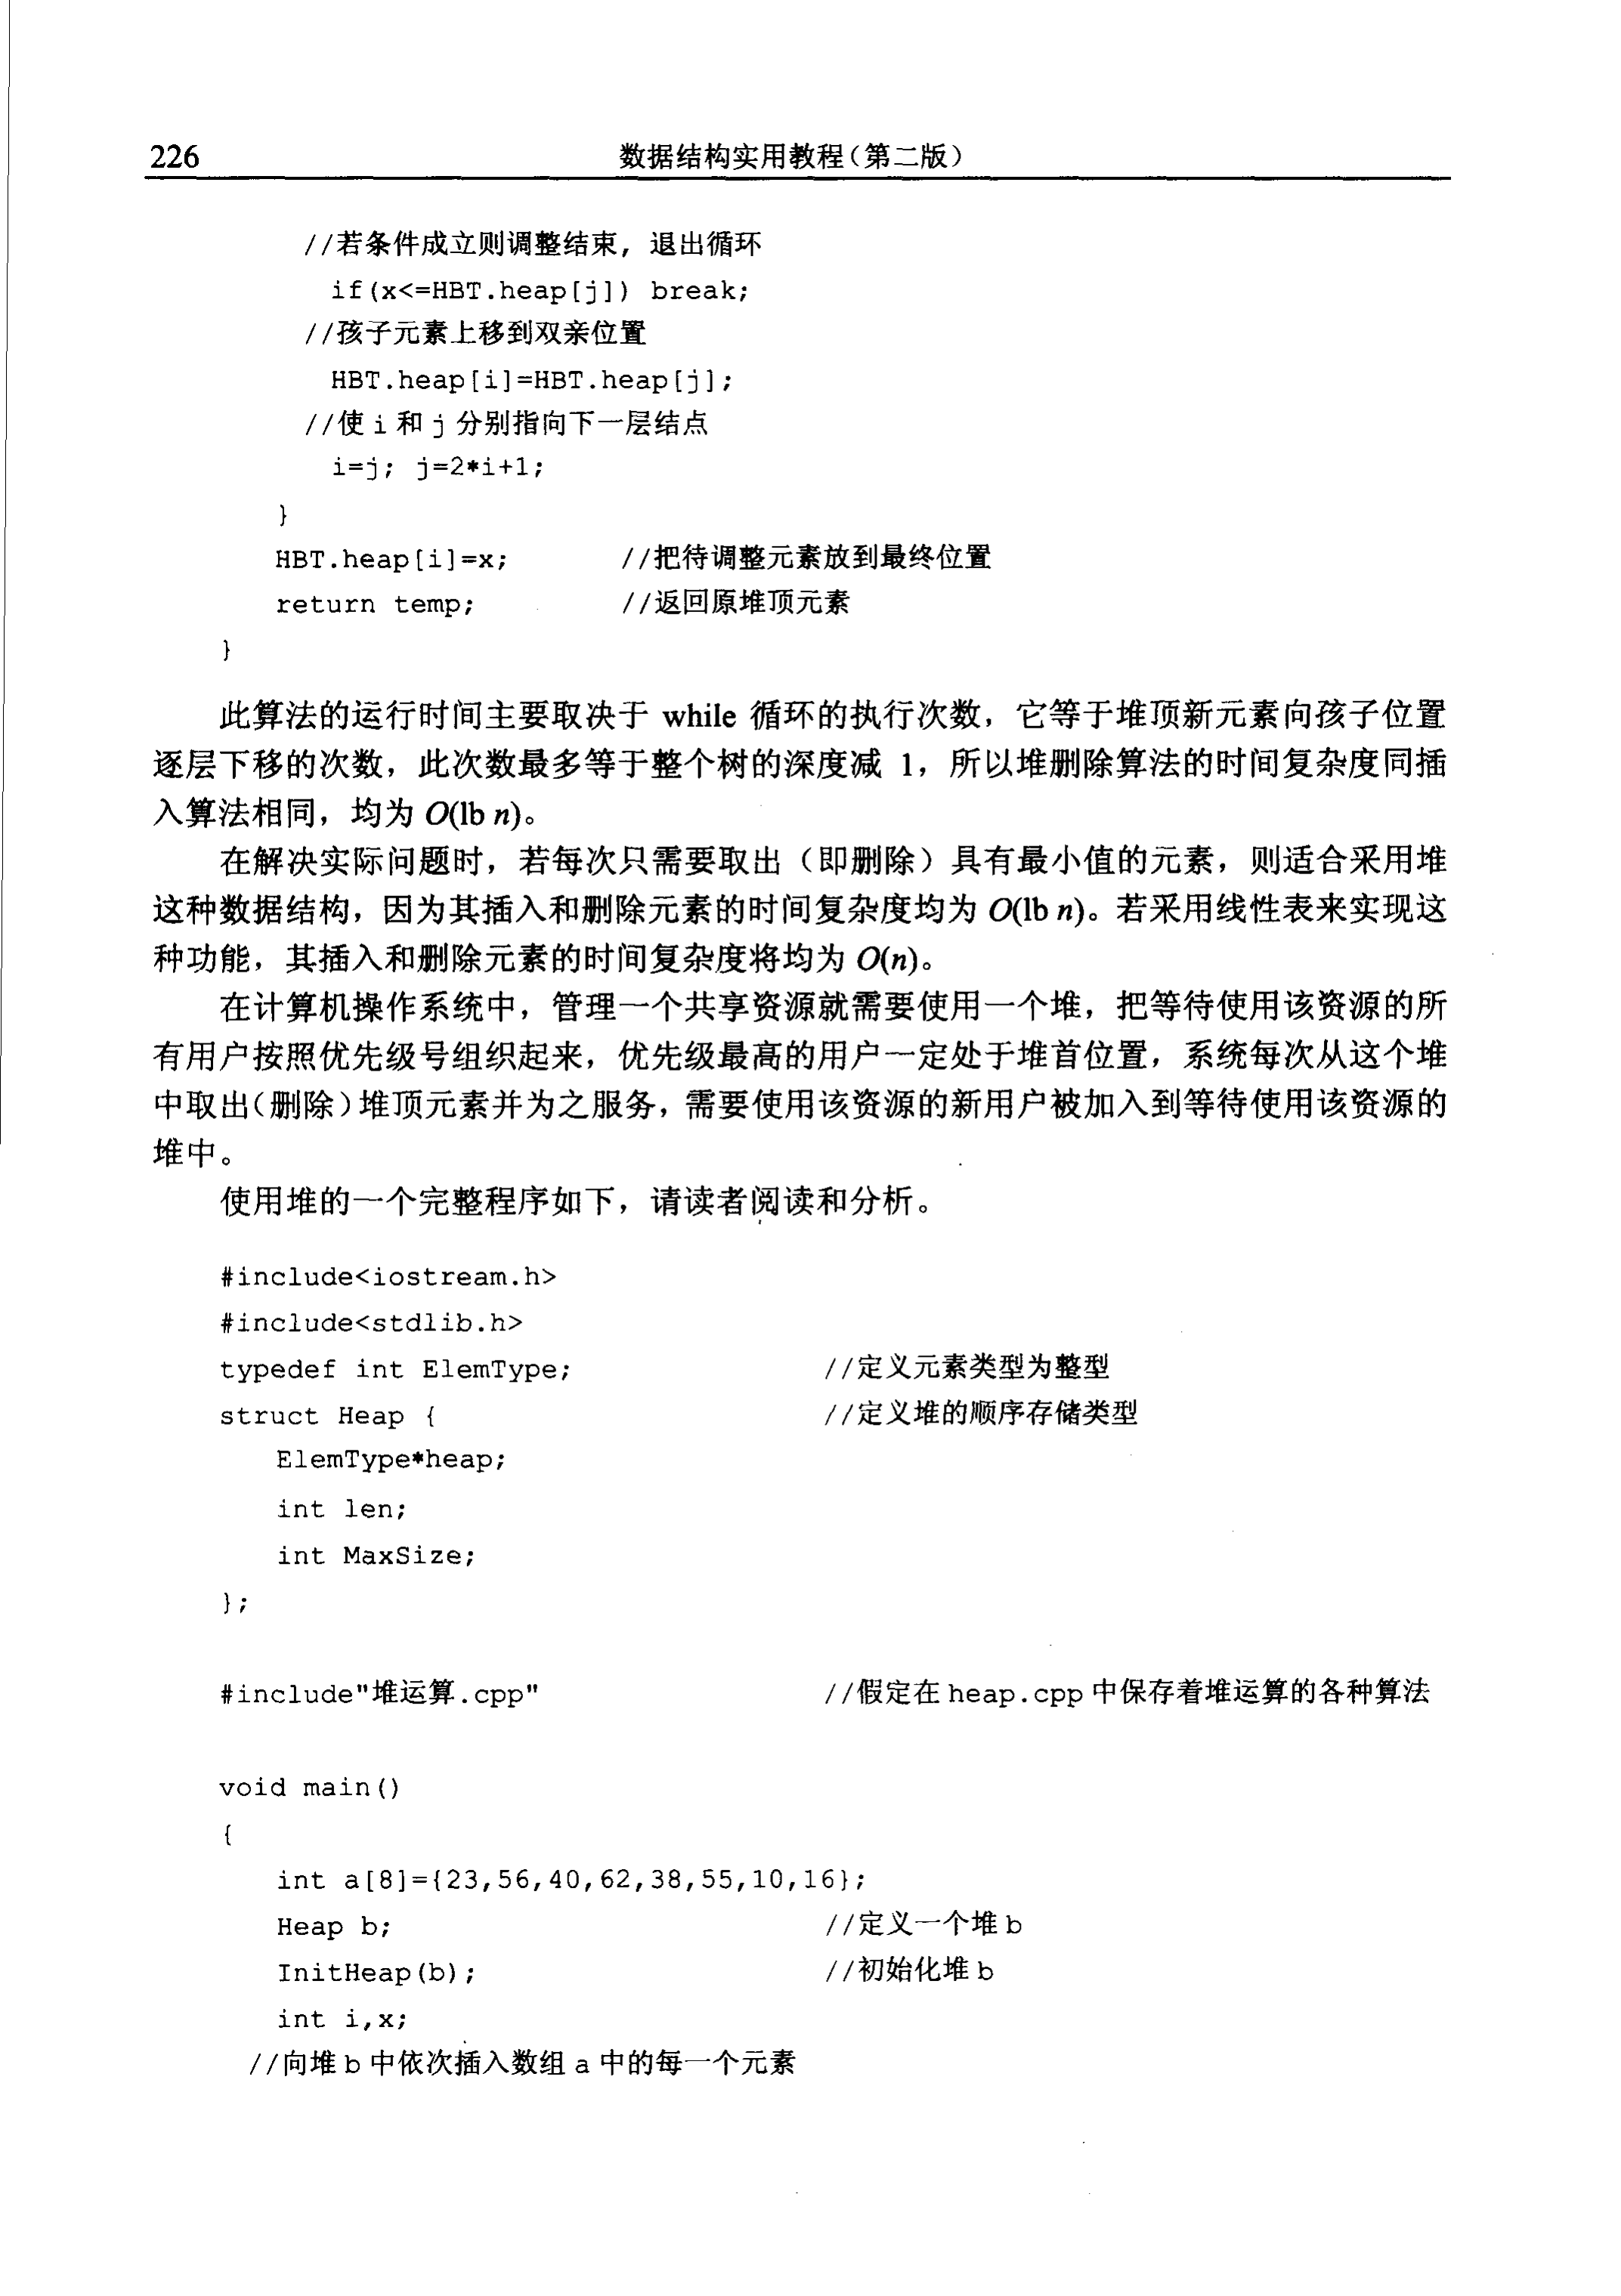 226 数据结构实用教程(第二版)
//若条件成立则调整结束，退出循环
if(x<=HBT.heap[j]) break;
//孩子元素上移到双亲位置
HBT.heap[i]=HBT.heap[j];
//使 i 和 j 分别指向下一层结点
i=j; j=2*i+1;
}
HBT.heap[i]=x; //把待调整元素放到最终位置
return temp; //返回原堆顶元素
}
此算法的运行时间主要取决于 while 循环的执行次数，它等于堆顶新元素向孩子位置
逐层下移的次数，此次数最多等于整个树的深度减 1，所以堆删除算法的时间复杂度同插
入算法相同，均为 O(lb n)。
在解决实际问题时，若每次只需要取出（即删除）具有最小值的元素，则适合采用堆
这种数据结构，因为其插入和删除元素的时间复杂度均为 O(lb n)。若采用线性表来实现这
种功能，其插入和删除元素的时间复杂度将均为 O(n)。
在计算机操作系统中，管理一个共享资源就需要使用一个堆，把等待使用该资源的所
有用户按照优先级号组织起来，优先级最高的用户一定处于堆首位置，系统每次从这个堆
中取出(删除)堆顶元素并为之服务，需要使用该资源的新用户被加入到等待使用该资源的
堆中。
使用堆的一个完整程序如下，请读者阅读和分析。
#include<iostream.h>
#include<stdlib.h>
typedef int ElemType; //定义元素类型为整型
struct Heap { //定义堆的顺序存储类型
ElemType*heap;
int len;
int MaxSize;
};
#include"堆运算.cpp" //假定在 heap.cpp 中保存着堆运算的各种算法
void main()
{
int a[8]={23,56,40,62,38,55,10,16};
Heap b; //定义一个堆 b
InitHeap(b); //初始化堆 b
int i,x;
//向堆 b 中依次插入数组 a 中的每一个元素